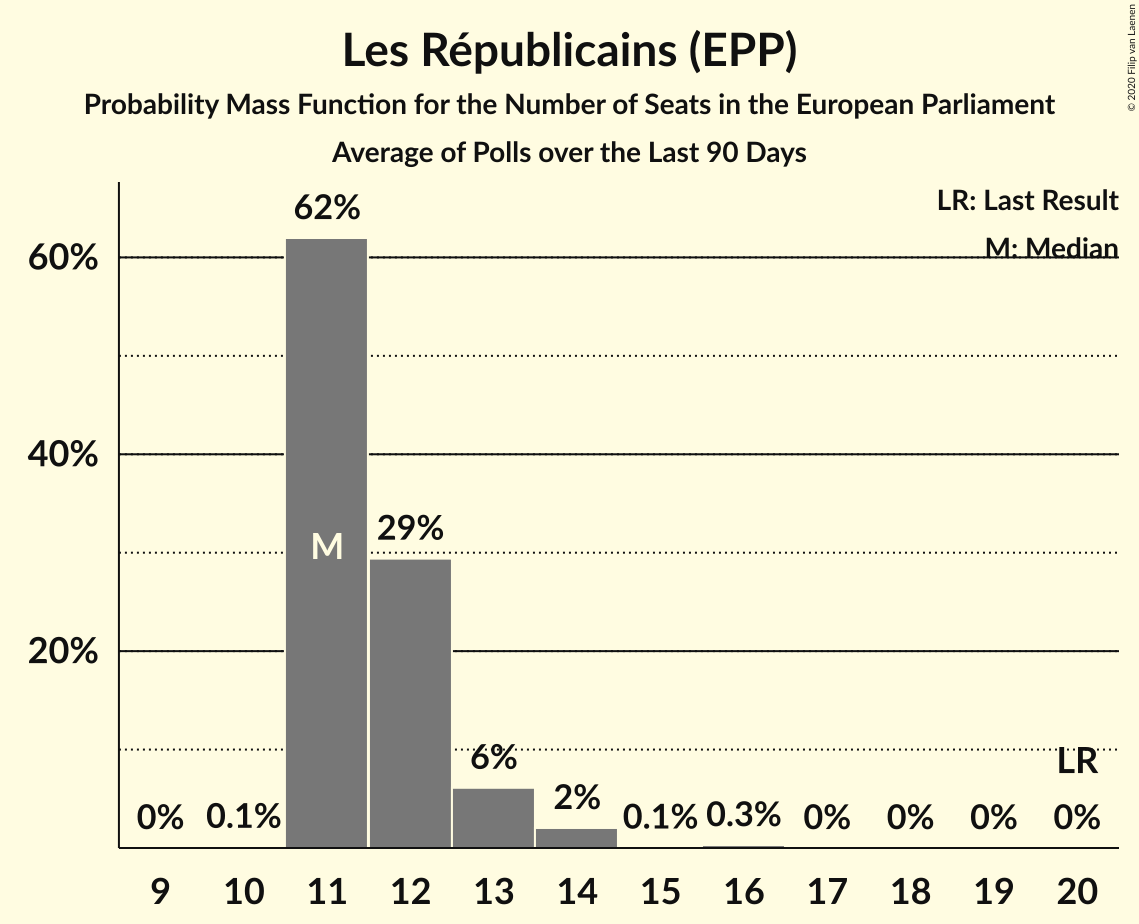 Les Républicains (EPP)
Probability Mass Function for the Number of Seats in the European Parliament
Average of Polls over the Last 90 Days
© 2020 Filip van Laenen
LR: Last Result
M: Median
60%
40%
20%
62%
M
29%
6%
2%
0%
0.1%
0.1%
0.3%
0%
0%
0%
LR
0%
9 10 11 12 13 14 15 16 17 18 19 20